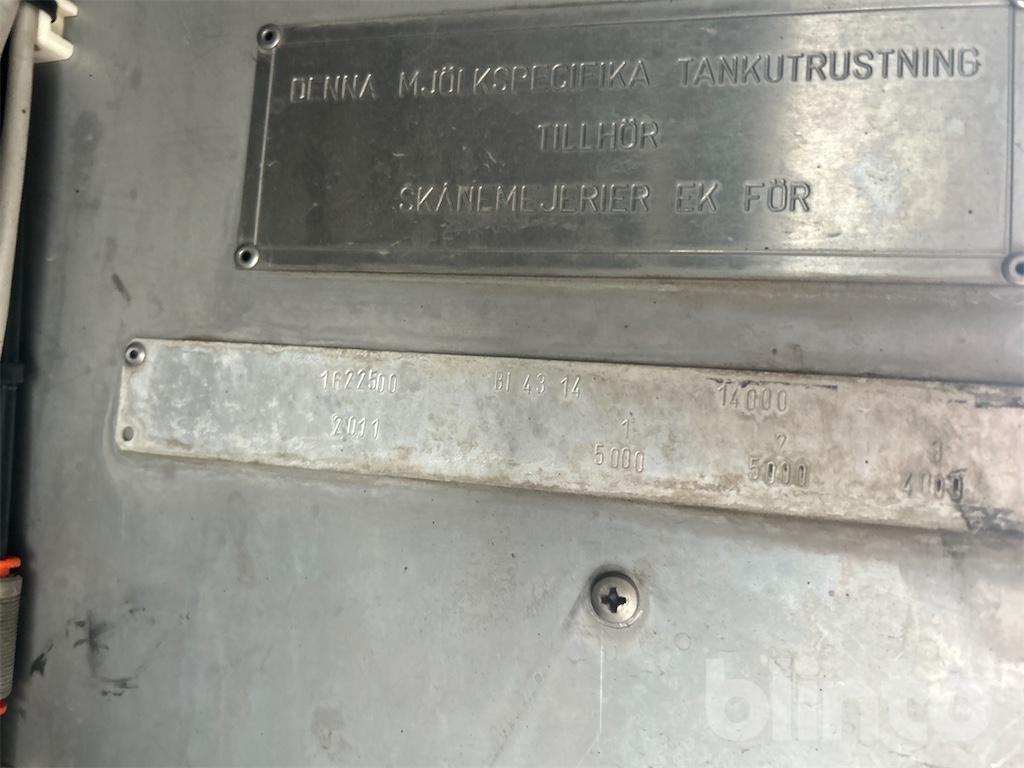 DENNA MJÖLKSPECIFIKA TANKUTRUSTNING
TILLHÖR
SKÅNEMEJERIER EK FÖR
1622500 BI 43 14 14000
2011 1 2 3
5000 5000 4000
blinto